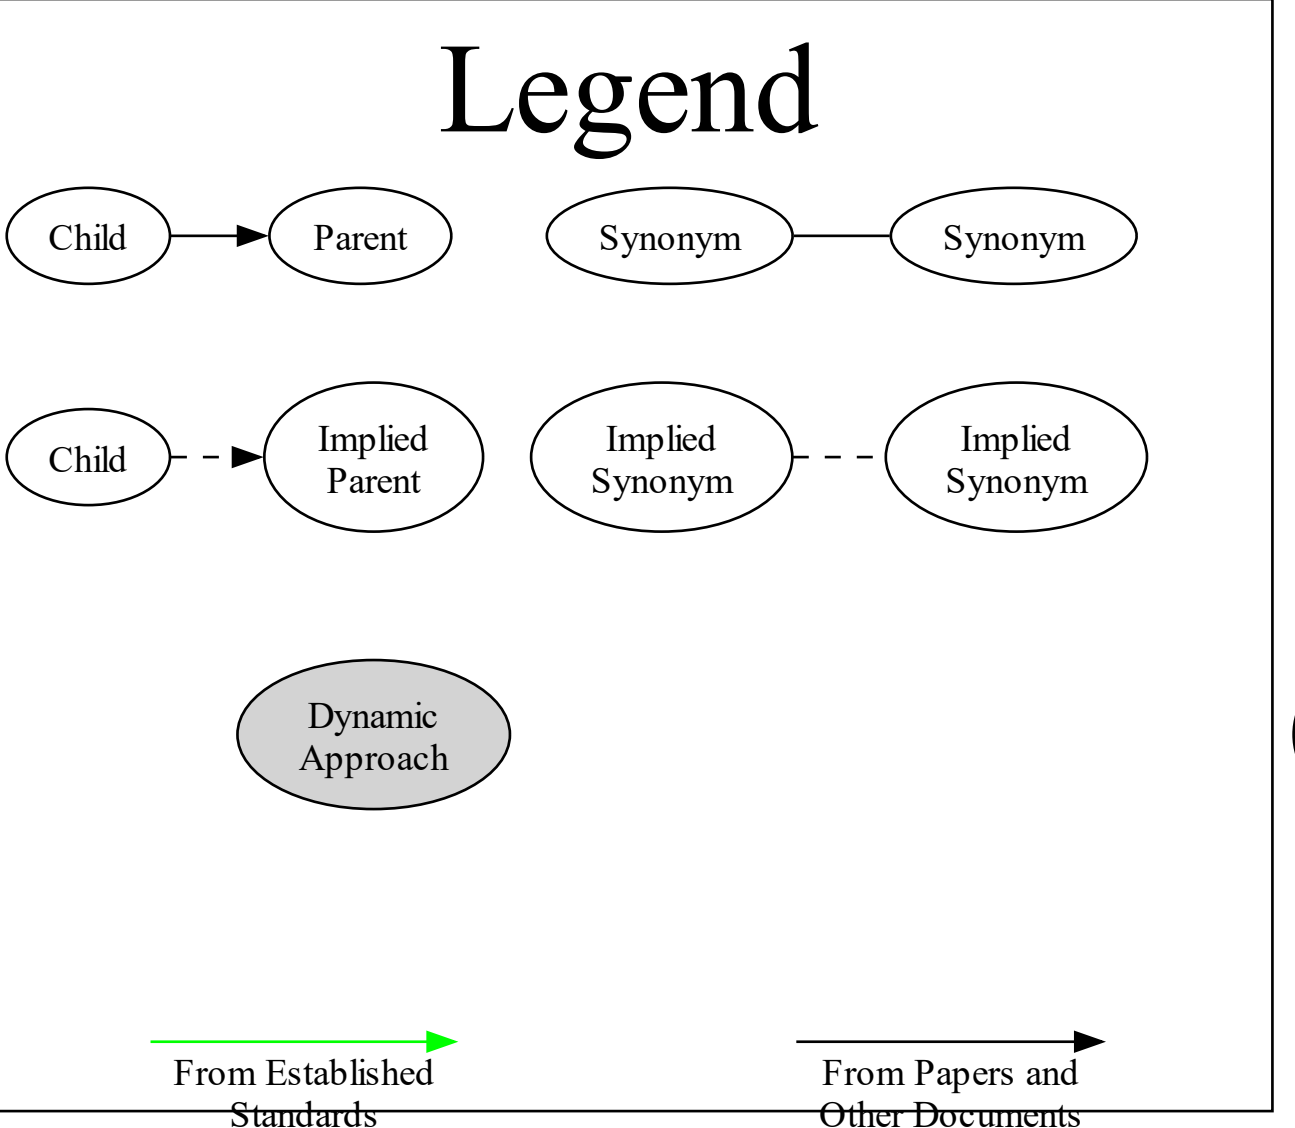 Legend
Child
Parent
Synonym
Synonym
Child
Implied
Parent
Implied
Synonym
Implied
Synonym
Dynamic
Approach
From Established
Standards
From Papers and
Other Documents